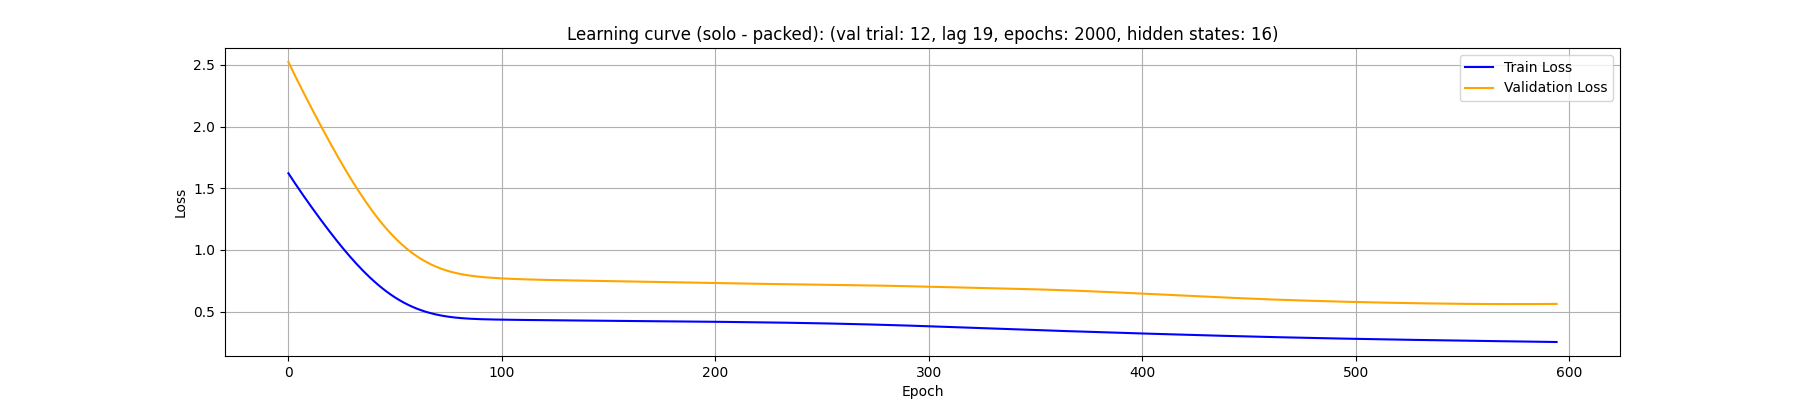 Learning curve (solo - packed): (val trial: 12, lag 19, epochs: 2000, hidden states: 16)
Train Loss
Validation Loss
2.5
2.0
1.5
1.0
0.5
Loss
0 100 200 300 400 500 600
Epoch